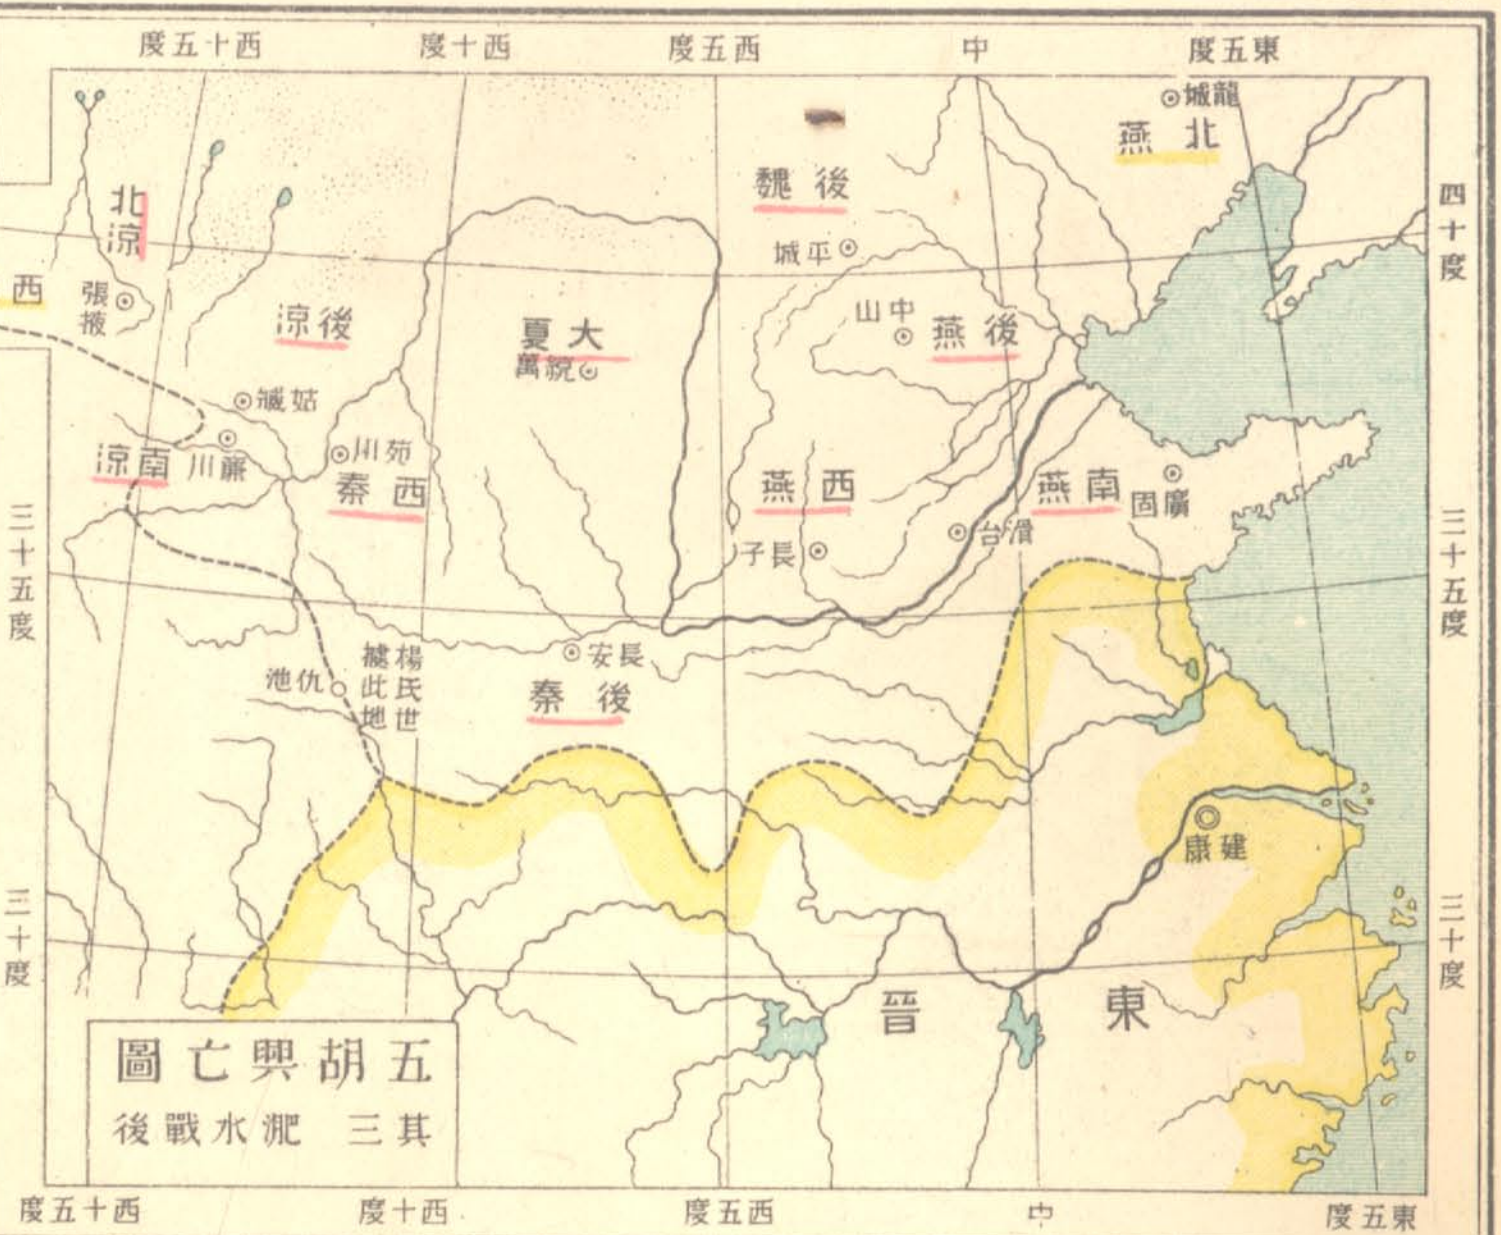 東五度
中
西五度
西十度
西十五度
龍城
北燕
後魏
平城
北涼
西
張掖
四十度
後涼
大夏
統萬
中山
後燕
姑臧
南涼
廉川
苑川
西秦
西燕
長子
南燕
廣固
滑台
三十五度
三十五度
仇池
楊氏世
據此地
長安
後秦
建康
三十度
三十度
東晉
五胡興亡圖
其三 淝水戰後
東五度
中
西五度
西十度
西十五度